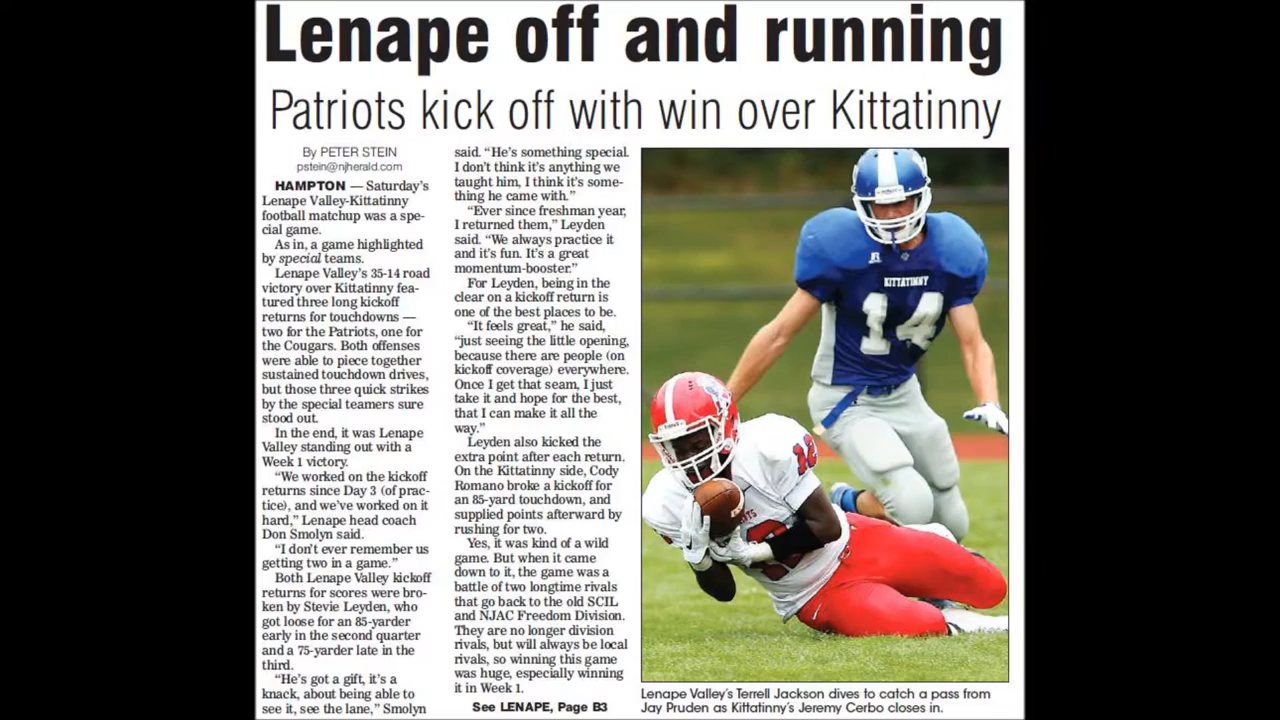 Lenape off and running
Patriots kick off with win over Kittatinny
By PETER STEIN
pstein@njherald.com
HAMPTON — Saturday's
Lenape Valley-Kittatinny
football matchup was a spe-
cial game.
As in, a game highlighted
by special teams.
Lenape Valley's 35-14 road
victory over Kittatinny fea-
tured three long kickoff
returns for touchdowns —
two for the Patriots, one for
the Cougars. Both offenses
were able to piece together
sustained touchdown drives,
but those three quick strikes
by the special teamers sure
stood out.
In the end, it was Lenape
Valley standing out with a
Week 1 victory.
"We worked on the kickoff
returns since Day 3 (of prac-
tice), and we've worked on it
hard," Lenape head coach
Don Smolyn said.
"I don't ever remember us
getting two in a game."
Both Lenape Valley kickoff
returns for scores were bro-
ken by Stevie Leyden, who
got loose for an 85-yarder
early in the second quarter
and a 75-yarder late in the
third.
"He's got a gift, it's a
knack, about being able to
see it, see the lane," Smolyn
said. "He's something special.
I don't think it's anything we
taught him, I think it's some-
thing he came with."
"Ever since freshman year,
I returned them," Leyden
said. "We always practice it
and it's fun. It's a great
momentum-booster."
For Leyden, being in the
clear on a kickoff return is
one of the best places to be.
"It feels great," he said,
"just seeing the little opening,
because there are people (on
kickoff coverage) everywhere.
Once I get that seam, I just
take it and hope for the best,
that I can make it all the
way."
Leyden also kicked the
extra point after each return.
On the Kittatinny side, Cody
Romano broke a kickoff for
an 85-yard touchdown, and
supplied points afterward by
rushing for two.
Yes, it was kind of a wild
game. But when it came
down to it, the game was a
battle of two longtime rivals
that go back to the old SCIL
and NJAC Freedom Division.
They are no longer division
rivals, but will always be local
rivals, so winning this game
was huge, especially winning
it in Week 1.
See LENAPE, Page B3
KITTATINNY
14
Lenape Valley's Terrell Jackson dives to catch a pass from
Jay Pruden as Kittatinny's Jeremy Cerbo closes in.